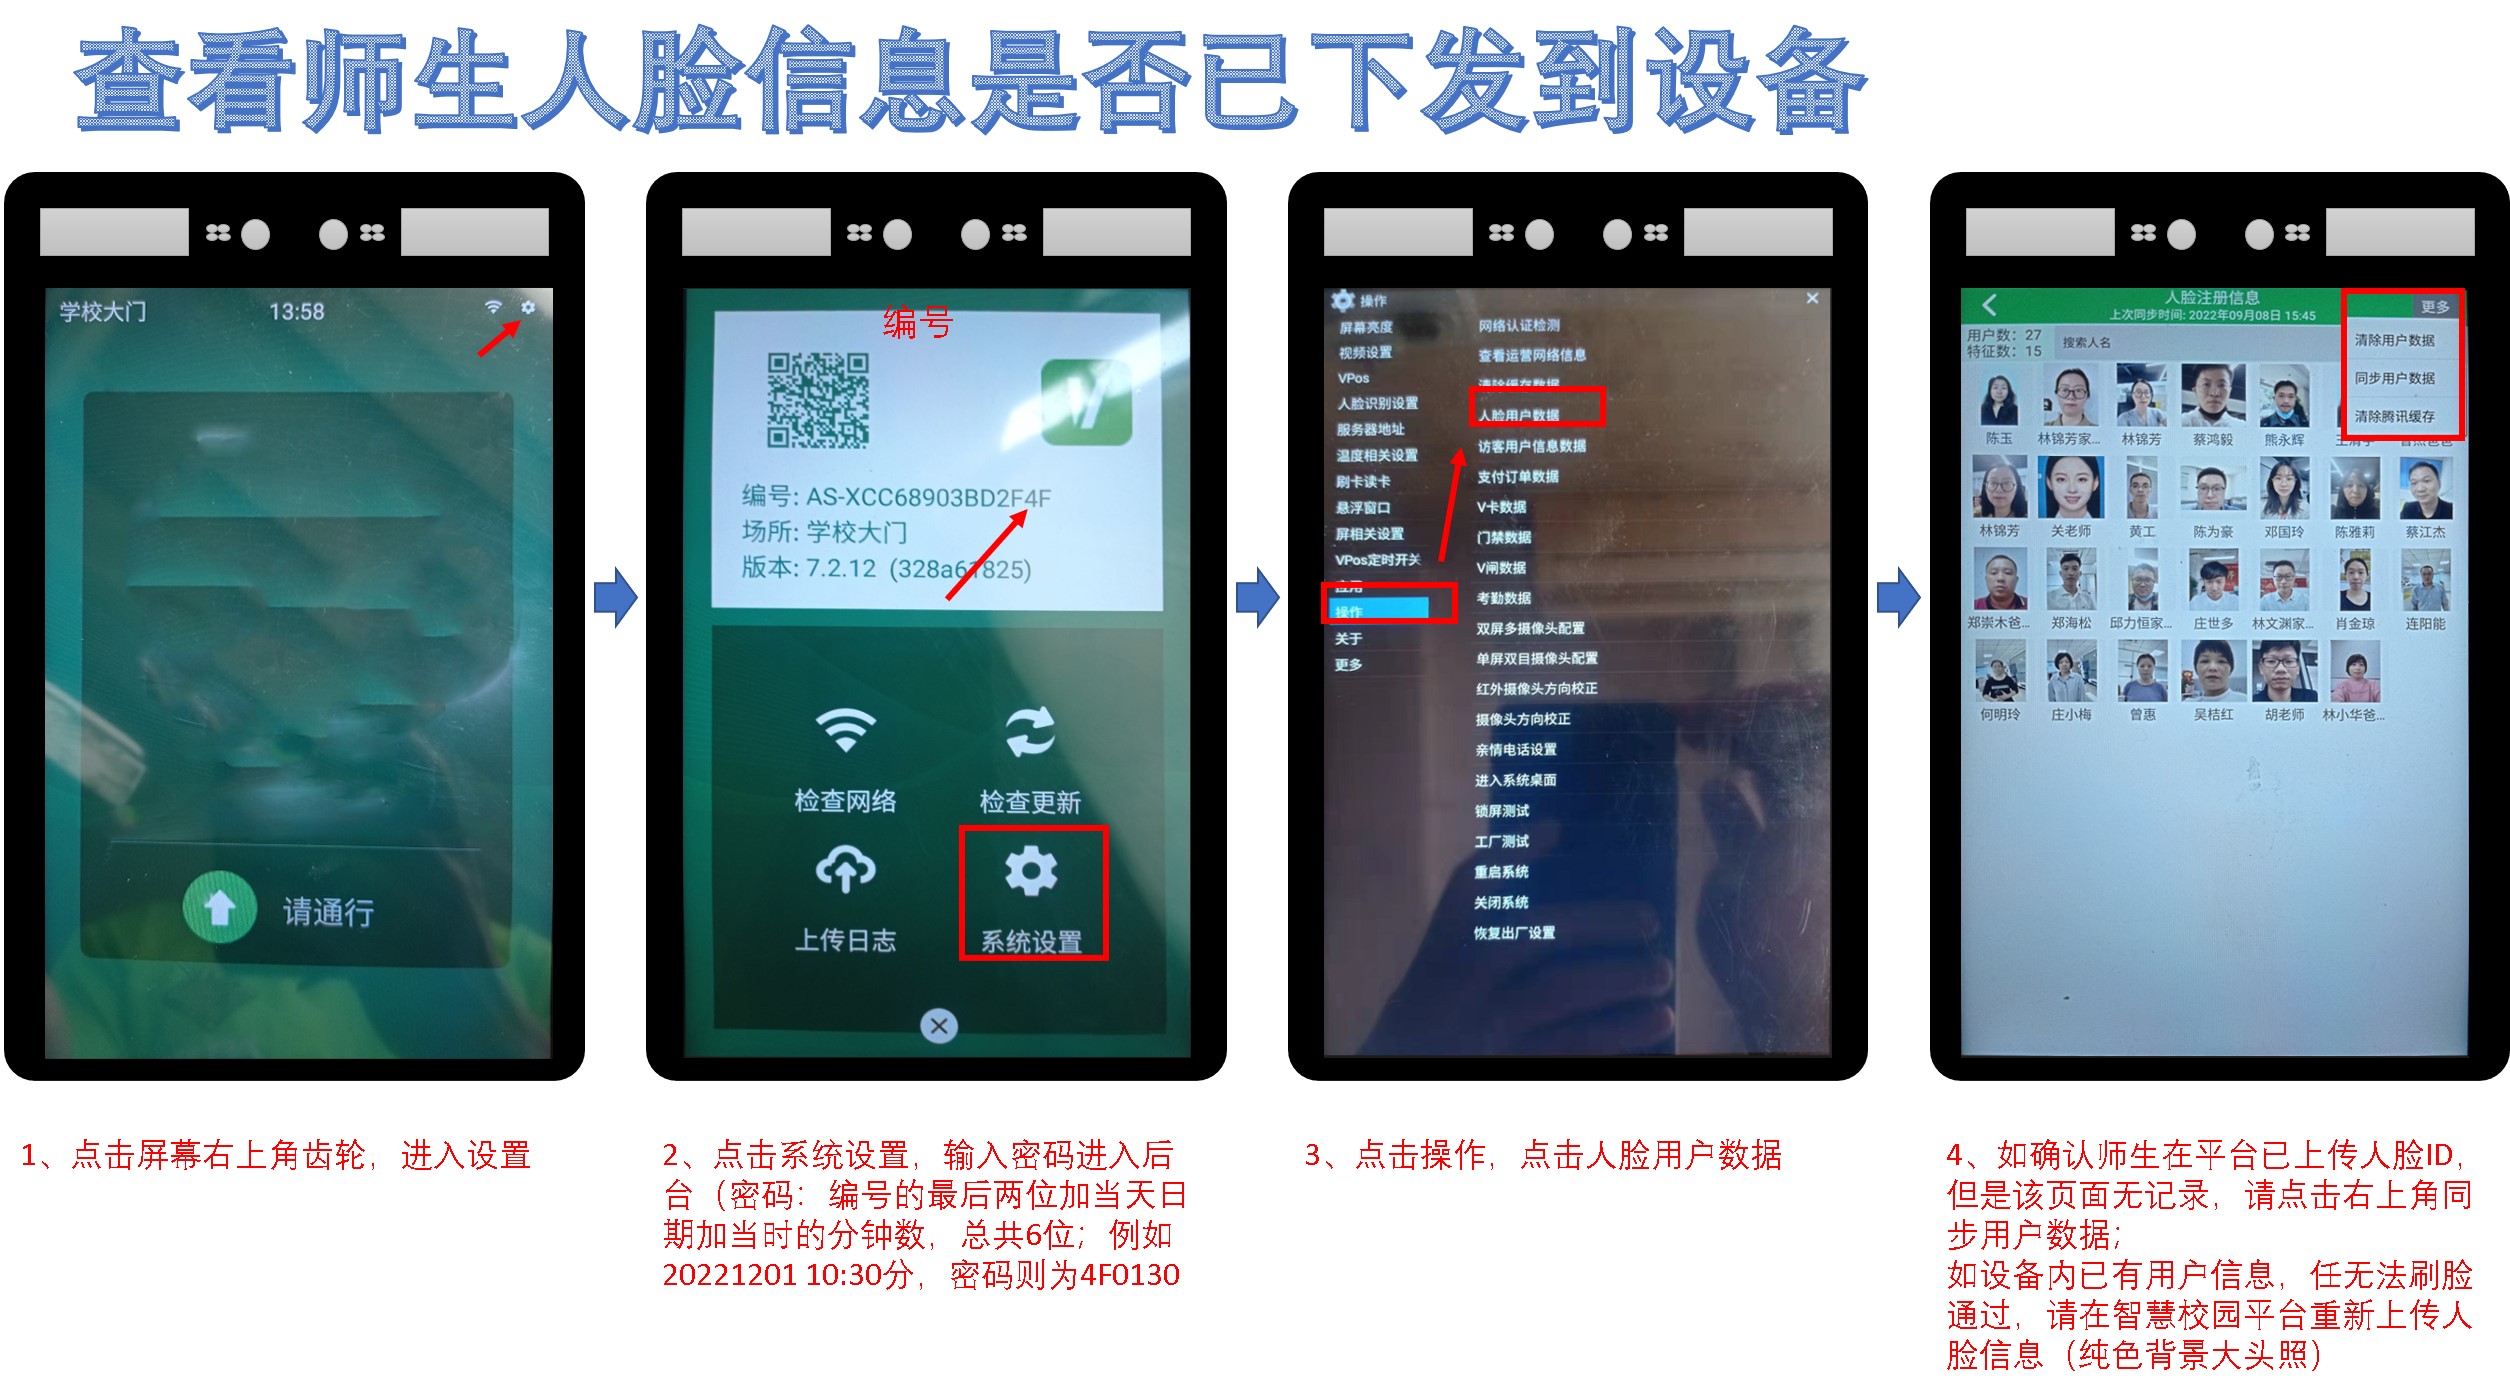 查看师生人脸信息是否已下发到设备
学校大门
13:58
请通行
编号
编号: AS-XCC68903BD2F4F
场所: 学校大门
版本: 7.2.12 (328a61825)
检查网络
检查更新
上传日志
系统设置
操作
屏幕亮度
视频设置
VPos
人脸识别设置
服务器地址
温度相关设置
刷卡读卡
悬浮窗口
屏相关设置
VPos定时开关
应用
操作
关于
更多
网络认证检测
查看运营网络信息
清除缓存数据
人脸用户数据
访客用户信息数据
支付订单数据
V卡数据
门禁数据
V闸数据
考勤数据
双屏多摄像头配置
单屏双目摄像头配置
红外摄像头方向校正
摄像头方向校正
亲情电话设置
进入系统桌面
锁屏测试
工厂测试
重启系统
关闭系统
恢复出厂设置
人脸注册信息
上次同步时间: 2022年09月08日 15:45
更多
用户数: 27
特征数: 15
搜索人名
清除用户数据
同步用户数据
清除腾讯缓存
陈玉 林锦芳家... 林锦芳 蔡鸿毅 熊永辉
林锦芳 关老师 黄工 陈为豪 邓国玲 陈雅莉 蔡江杰
郑崇木爸... 郑海松 邱力恒家... 庄世多 林文渊家... 肖金琼 连阳能
何明玲 庄小梅 曾惠 吴桔红 胡老师 林小华爸...
1、点击屏幕右上角齿轮，进入设置
2、点击系统设置，输入密码进入后
台（密码：编号的最后两位加当天日
期加当时的分钟数，总共6位；例如
20221201 10:30分，密码则为4F0130
3、点击操作，点击人脸用户数据
4、如确认师生在平台已上传人脸ID，
但是该页面无记录，请点击右上角同
步用户数据；
如设备内已有用户信息，任无法刷脸
通过，请在智慧校园平台重新上传人
脸信息（纯色背景大头照）